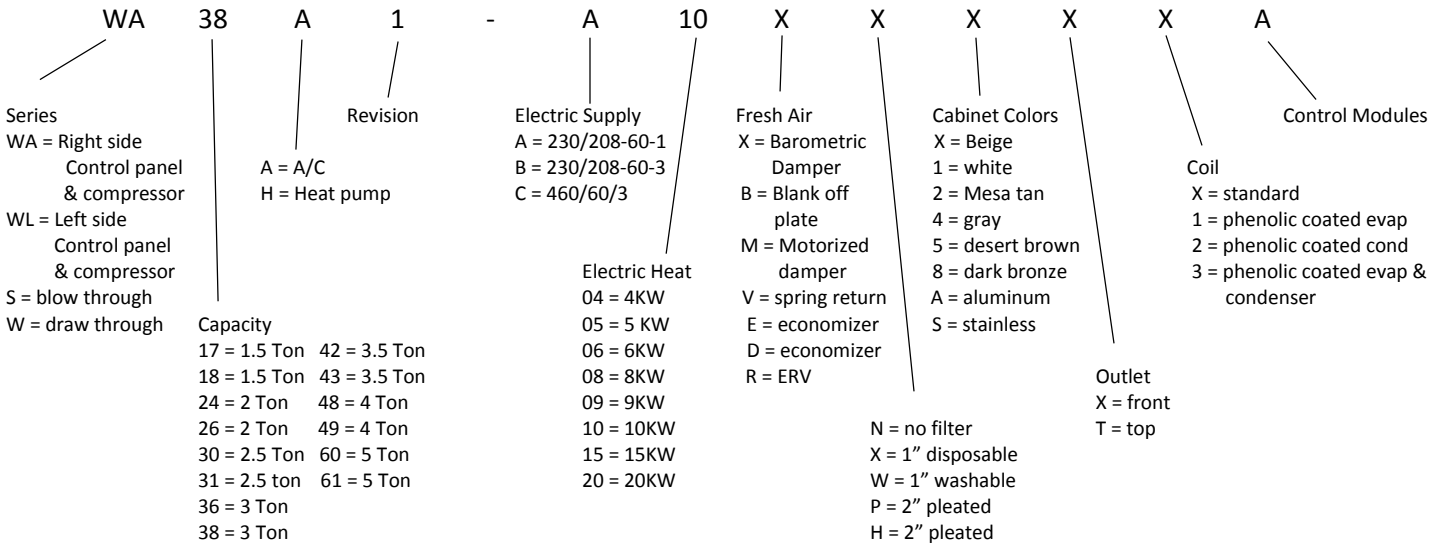 WA 38 A 1 - A 10 X X X X X A
Series
WA = Right side
Control panel
& compressor
WL = Left side
Control panel
& compressor
S = blow through
W = draw through
Capacity
17 = 1.5 Ton 42 = 3.5 Ton
18 = 1.5 Ton 43 = 3.5 Ton
24 = 2 Ton 48 = 4 Ton
26 = 2 Ton 49 = 4 Ton
30 = 2.5 Ton 60 = 5 Ton
31 = 2.5 ton 61 = 5 Ton
36 = 3 Ton
38 = 3 Ton
A = A/C
H = Heat pump
Revision
Electric Supply
A = 230/208-60-1
B = 230/208-60-3
C = 460/60/3
Electric Heat
04 = 4KW
05 = 5 KW
06 = 6KW
08 = 8KW
09 = 9KW
10 = 10KW
15 = 15KW
20 = 20KW
Fresh Air
X = Barometric
Damper
B = Blank off
plate
M = Motorized
damper
V = spring return
E = economizer
D = economizer
R = ERV
N = no filter
X = 1” disposable
W = 1” washable
P = 2” pleated
H = 2” pleated
Cabinet Colors
X = Beige
1 = white
2 = Mesa tan
4 = gray
5 = desert brown
8 = dark bronze
A = aluminum
S = stainless
Outlet
X = front
T = top
Coil
X = standard
1 = phenolic coated evap
2 = phenolic coated cond
3 = phenolic coated evap &
condenser
Control Modules